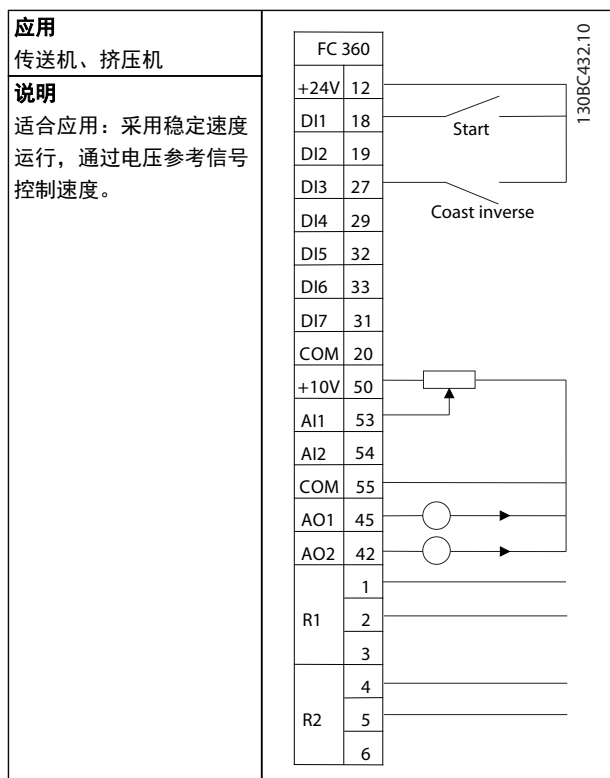 应用
传送机、挤压机
说明
适合应用：采用稳定速度
运行，通过电压参考信号
控制速度。
FC 360
+24V 12
DI1 18
DI2 19
DI3 27
DI4 29
DI5 32
DI6 33
DI7 31
COM 20
+10V 50
AI1 53
AI2 54
COM 55
AO1 45
AO2 42
R1
1
2
3
R2
4
5
6
Start
Coast inverse
130BC432.10